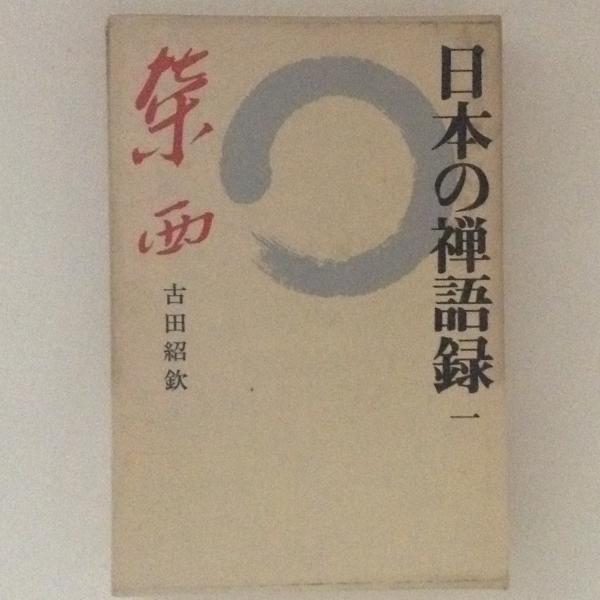 日本の禅語録 一
栄西
古田紹欽